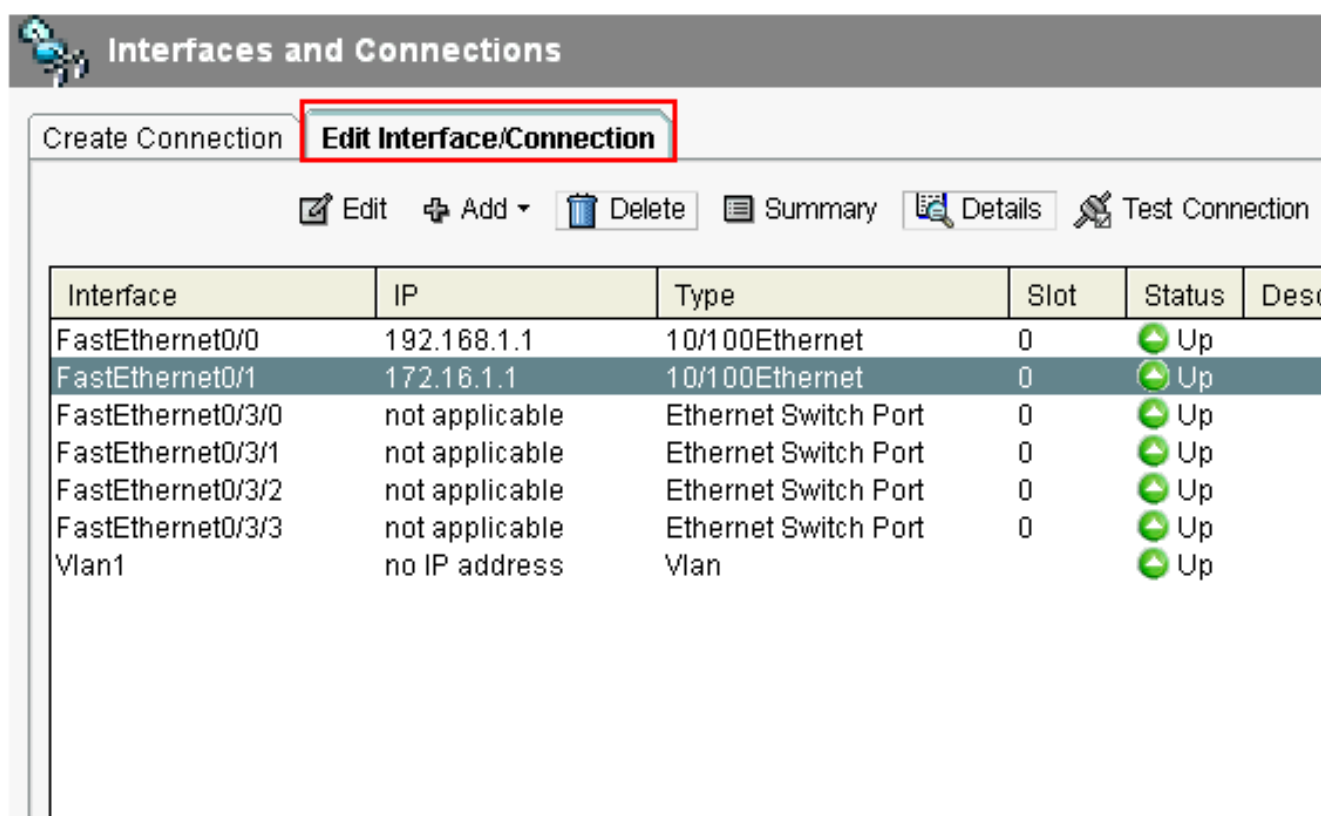 Interfaces and Connections
Create Connection Edit Interface/Connection
Edit Add Delete Summary Details Test Connection
Interface IP Type Slot Status
FastEthernet0/0 192.168.1.1 10/100Ethernet 0 Up
FastEthernet0/1 172.16.1.1 10/100Ethernet 0 Up
FastEthernet0/3/0 not applicable Ethernet Switch Port 0 Up
FastEthernet0/3/1 not applicable Ethernet Switch Port 0 Up
FastEthernet0/3/2 not applicable Ethernet Switch Port 0 Up
FastEthernet0/3/3 not applicable Ethernet Switch Port 0 Up
Vlan1 no IP address Vlan Up